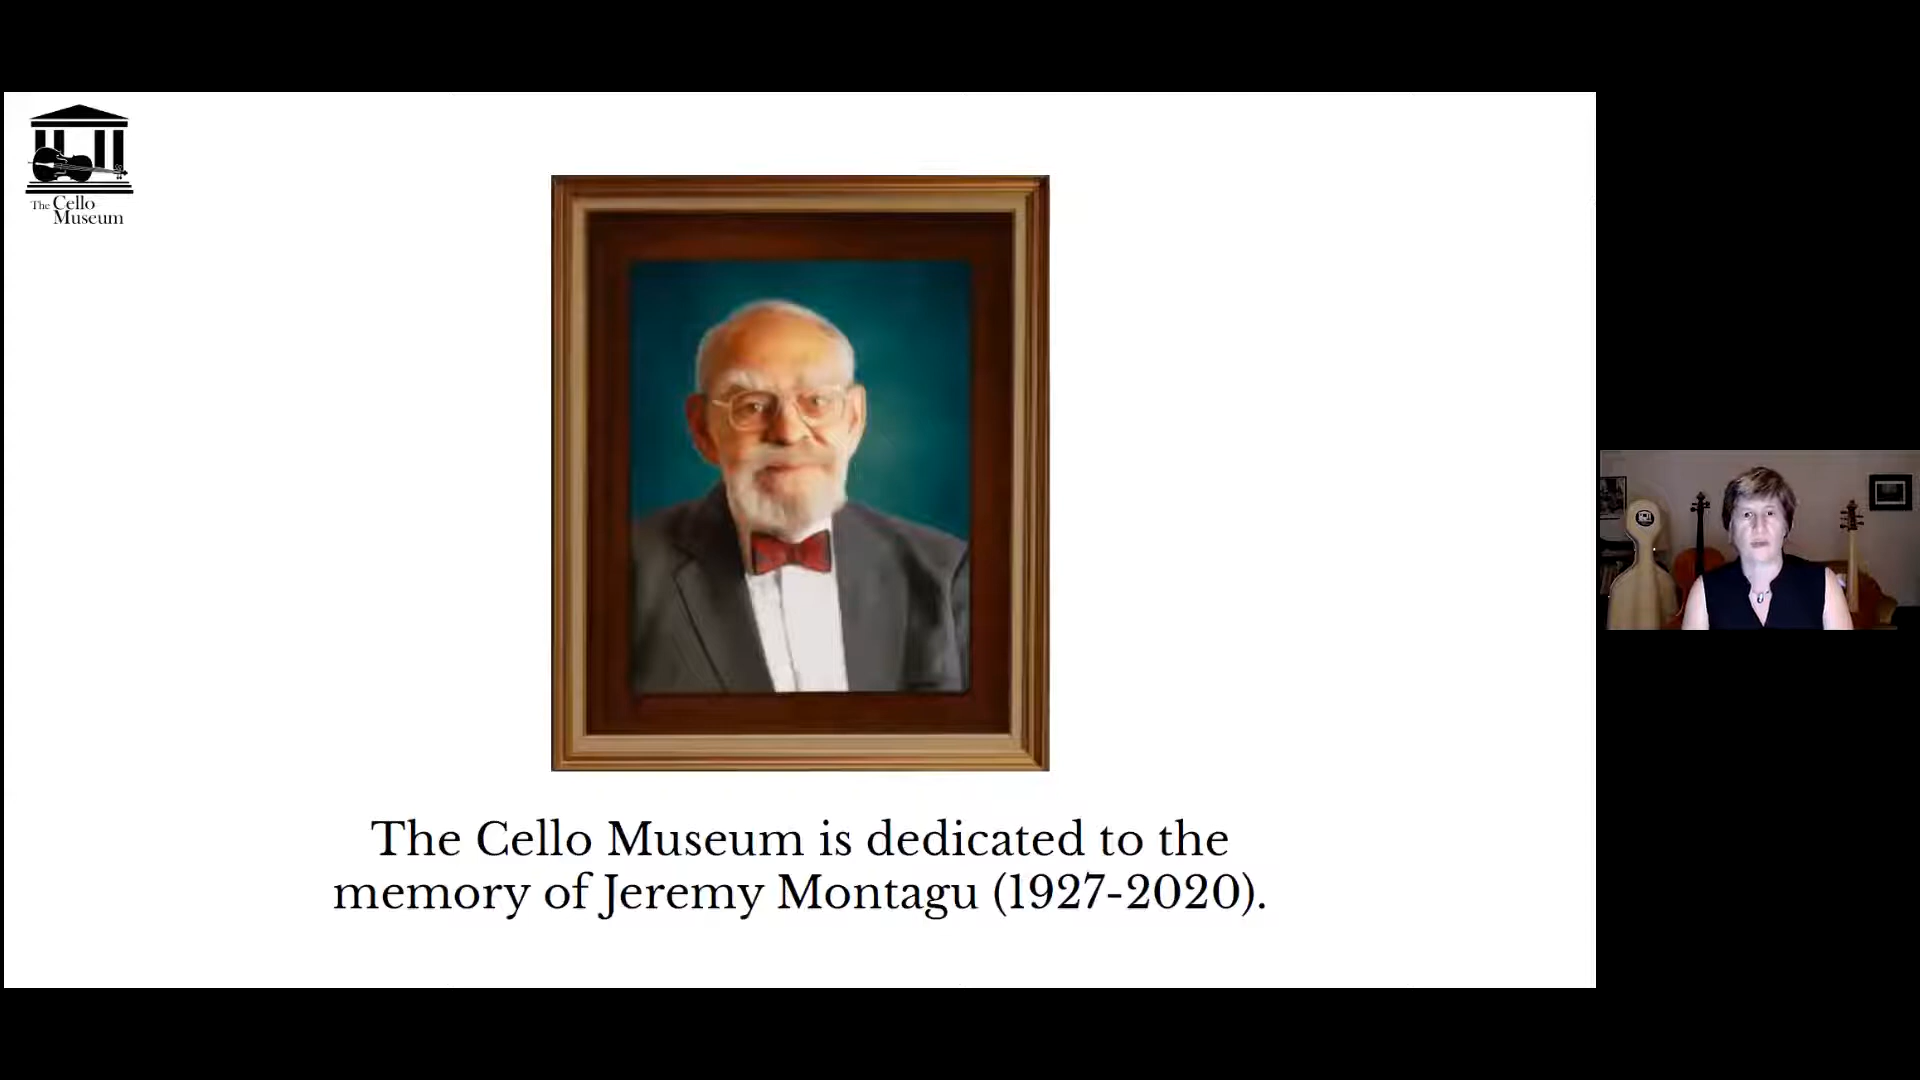 The Cello
Museum
The Cello Museum is dedicated to the
memory of Jeremy Montagu (1927-2020).